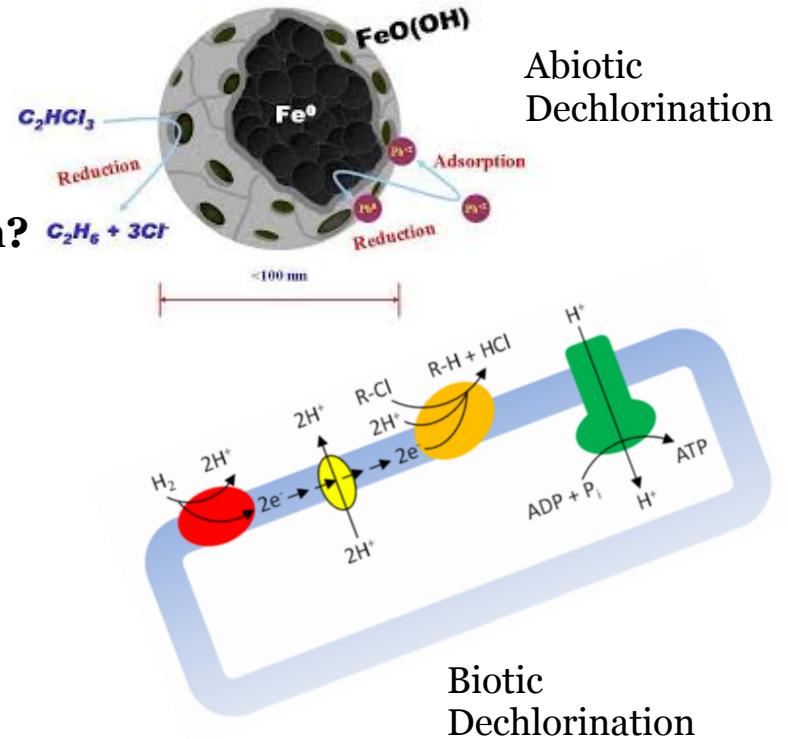 FeO(OH)
Abiotic
Dechlorination
Fe⁰
C₂HCl₃
Reduction
Adsorption
n?
C₂H₆ + 3Cl⁻
Reduction
<100 nm
H⁺
R-H + HCl
R-Cl
2H⁺
2H⁺
2e⁻
H₂
2H⁺
2e⁻
ATP
ADP + Pᵢ
H⁺
2H⁺
Biotic
Dechlorination